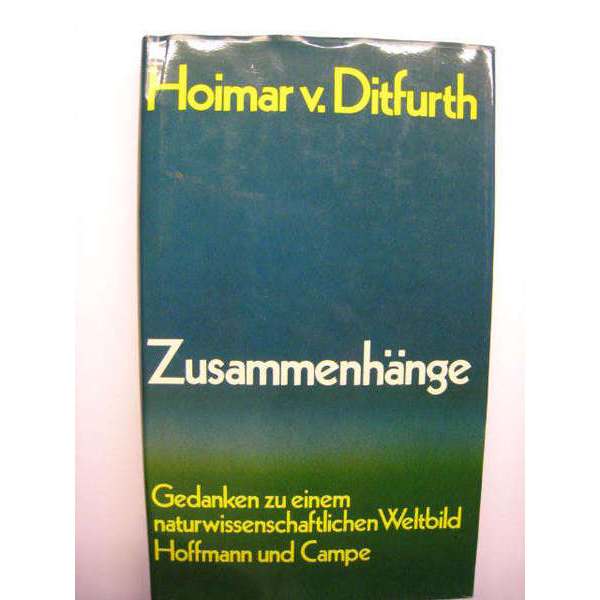 Hoimar v. Ditfurth
Zusammenhänge
Gedanken zu einem
naturwissenschaftlichen Weltbild
Hoffmann und Campe